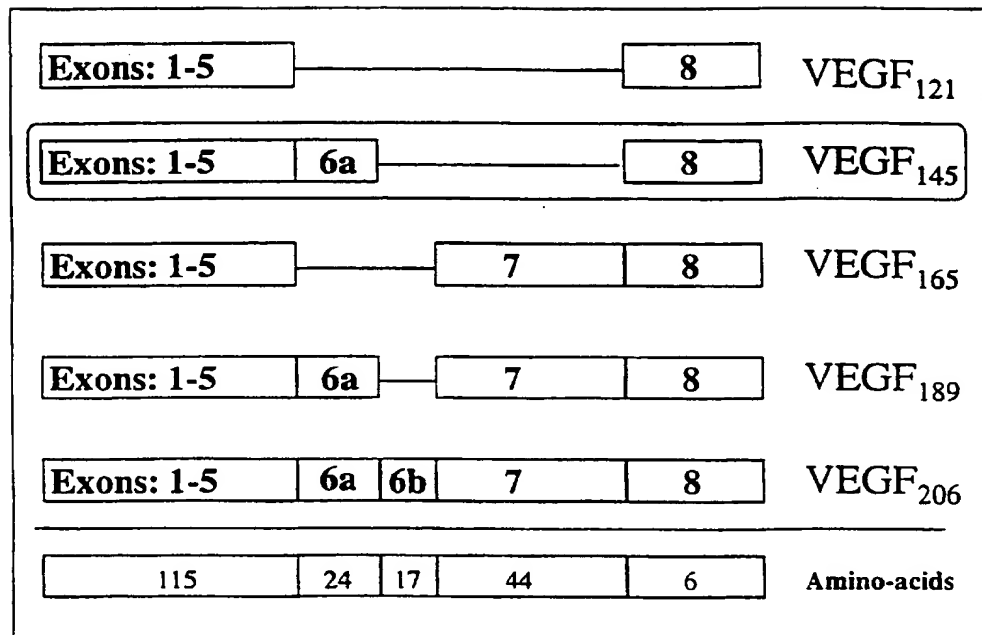 Exons: 1-5 8 VEGF121
Exons: 1-5 6a 8 VEGF145
Exons: 1-5 7 8 VEGF165
Exons: 1-5 6a 7 8 VEGF189
Exons: 1-5 6a 6b 7 8 VEGF206
115 24 17 44 6 Amino-acids